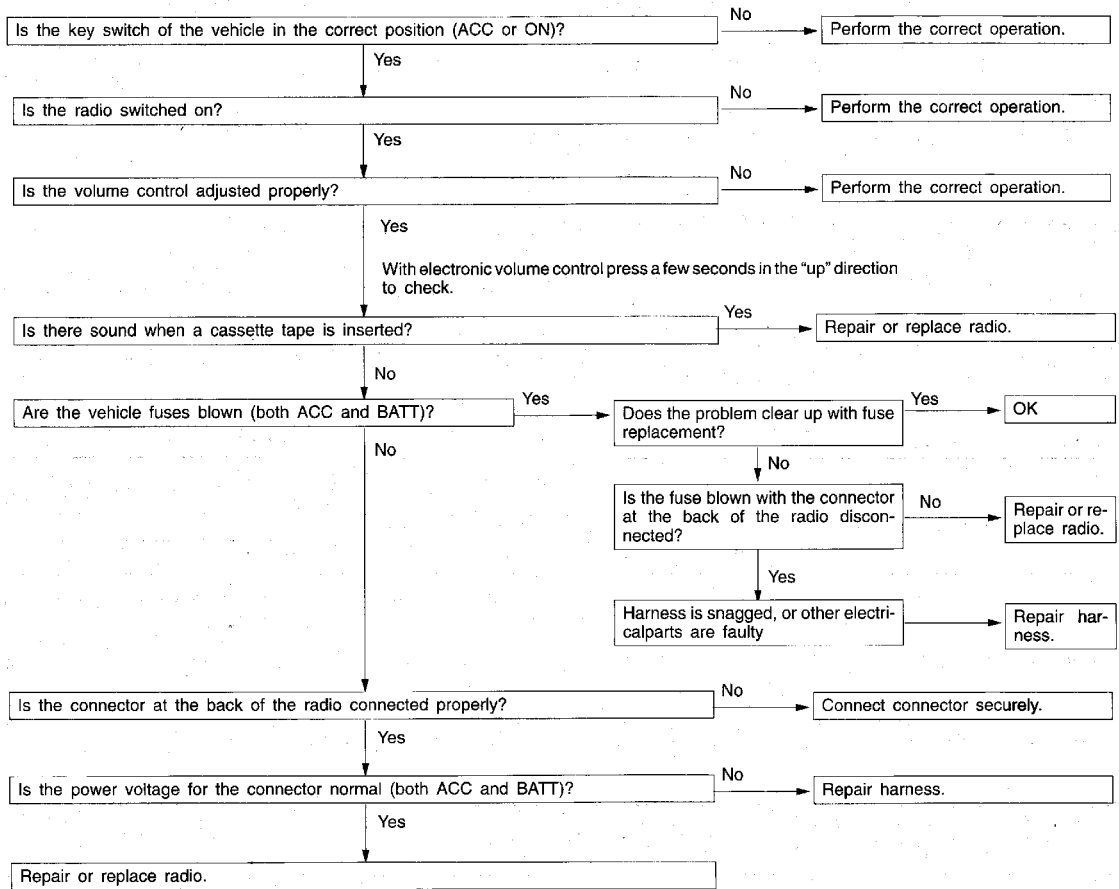 Is the key switch of the vehicle in the correct position (ACC or ON)?
No
Perform the correct operation.
Yes
Is the radio switched on?
No
Perform the correct operation.
Yes
Is the volume control adjusted properly?
No
Perform the correct operation.
Yes
With electronic volume control press a few seconds in the “up” direction
to check.
Is there sound when a cassette tape is inserted?
Yes
Repair or replace radio.
No
Are the vehicle fuses blown (both ACC and BATT)?
Yes
Does the problem clear up with fuse
replacement?
Yes
OK
No
No
Is the fuse blown with the connector
at the back of the radio discon-
nected?
No
Repair or re-
place radio.
Yes
Harness is snagged, or other electri-
calparts are faulty
Repair har-
ness.
Is the connector at the back of the radio connected properly?
No
Connect connector securely.
Yes
Is the power voltage for the connector normal (both ACC and BATT)?
No
Repair harness.
Yes
Repair or replace radio.